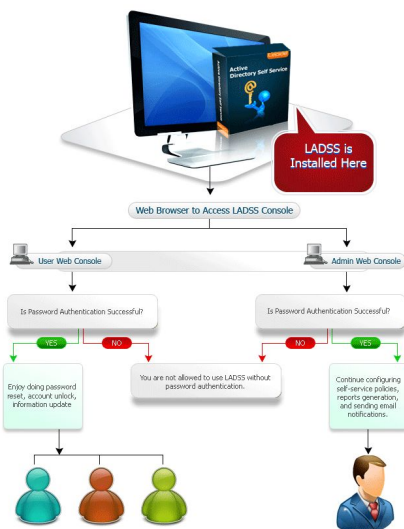 Active
Directory Self Service
LADSS is
Installed Here
Web Browser to Access LADSS Console
User Web Console
Admin Web Console
Is Password Authentication Successful?
Is Password Authentication Successful?
YES
NO
NO
YES
Enjoy doing password
reset, account unlock,
information update
You are not allowed to use LADSS without
password authentication.
Continue configuring
self-service policies,
reports generation,
and sending email
notifications.